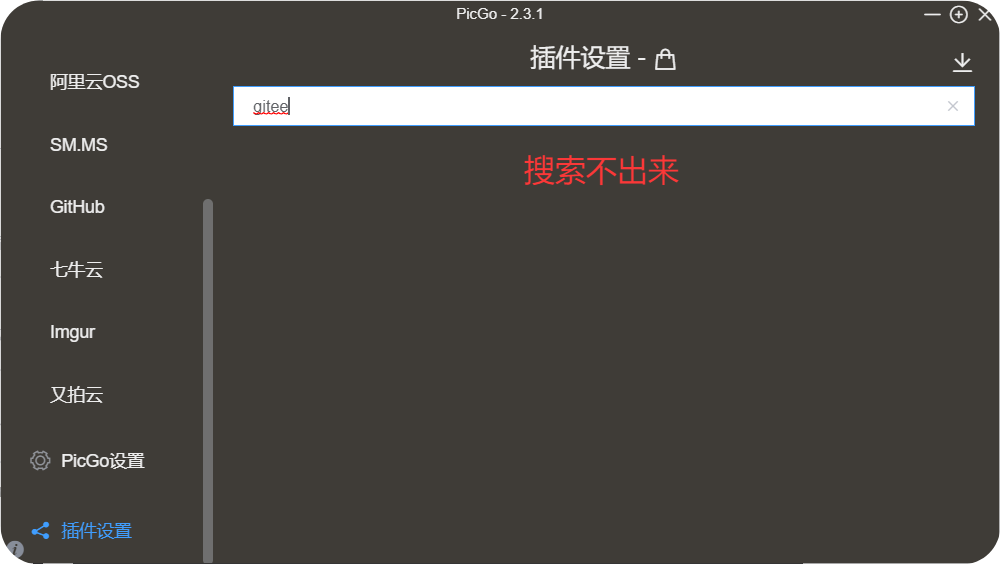 PicGo - 2.3.1
插件设置 -
阿里云OSS
gitee
SM.MS
搜索不出来
GitHub
七牛云
Imgur
又拍云
PicGo设置
插件设置